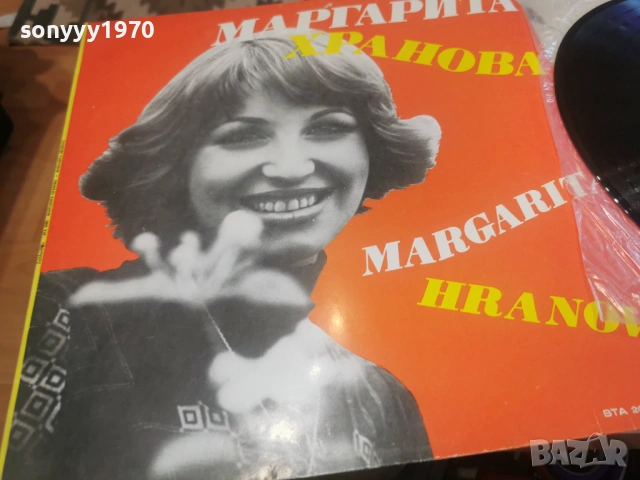 sonyyy1970
МАРГАРИТА
ХРАНОВА
MARGARIT
HRANOV
BTA
BAZAR